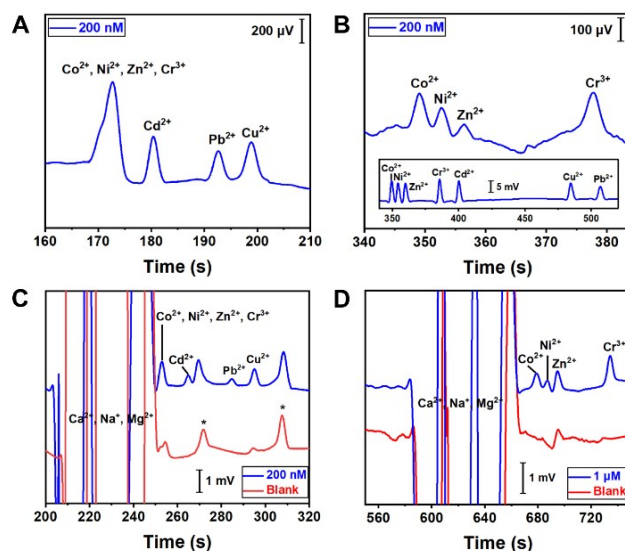 A
200 nM
200 µV
Co²⁺, Ni²⁺, Zn²⁺, Cr³⁺
Cd²⁺
Pb²⁺
Cu²⁺
160 170 180 190 200 210
Time (s)
B
200 nM
100 µV
Co²⁺
Ni²⁺
Zn²⁺
Cr³⁺
Co²⁺
Ni²⁺
Zn²⁺
Cr³⁺
Cd²⁺
5 mV
Cu²⁺
Pb²⁺
350 400 450 500
340 350 360 370 380
Time (s)
C
Co²⁺, Ni²⁺, Zn²⁺, Cr³⁺
Cd²⁺
Pb²⁺
Cu²⁺
Ca²⁺, Na⁺, Mg²⁺
*
*
1 mV
200 nM
Blank
200 220 240 260 280 300 320
Time (s)
D
Co²⁺
Ni²⁺
Zn²⁺
Cr³⁺
Ca²⁺
Na⁺
Mg²⁺
1 mV
1 µM
Blank
560 600 640 680 720
Time (s)